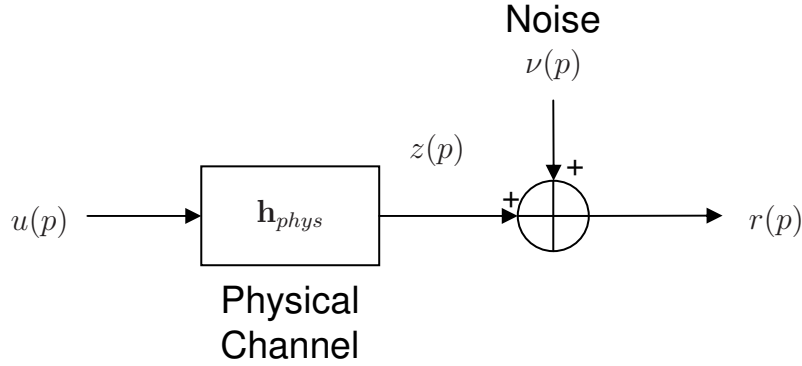 Noise
ν(p)
z(p)
+
+
u(p)
h_phys
r(p)
Physical
Channel